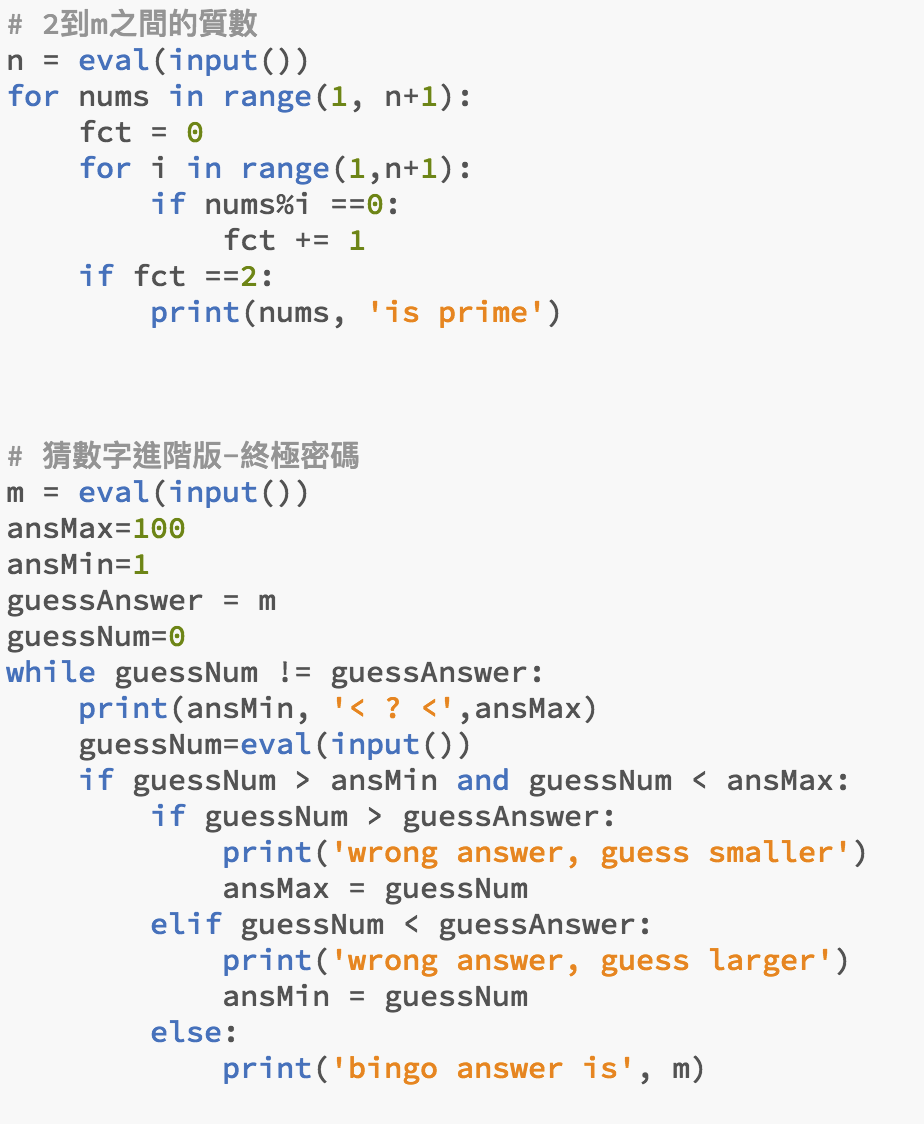 # 2到m之間的質數
n = eval(input())
for nums in range(1, n+1):
    fct = 0
    for i in range(1,n+1):
        if nums%i ==0:
            fct += 1
    if fct ==2:
        print(nums, 'is prime')
# 猜數字進階版-終極密碼
m = eval(input())
ansMax=100
ansMin=1
guessAnswer = m
guessNum=0
while guessNum != guessAnswer:
    print(ansMin, '< ? <',ansMax)
    guessNum=eval(input())
    if guessNum > ansMin and guessNum < ansMax:
        if guessNum > guessAnswer:
            print('wrong answer, guess smaller')
            ansMax = guessNum
        elif guessNum < guessAnswer:
            print('wrong answer, guess larger')
            ansMin = guessNum
        else:
            print('bingo answer is', m)